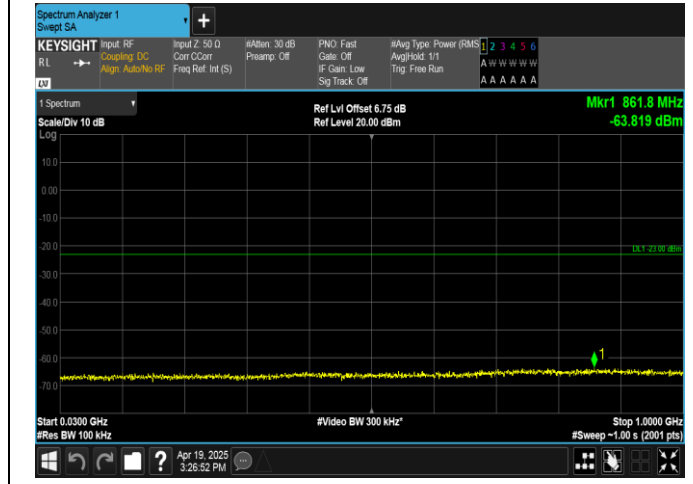 Spectrum Analyzer 1
Swept SA
+
KEYSIGHT Input: RF Input Z: 50 Ω #Atten: 30 dB PNO: Fast #Avg Type: Power (RMS 1 2 3 4 5 6
RL Coupling: DC Corr CCorr Preamp: Off Gate: Off Avg|Hold: 1/1 A W W W W W
Align: Auto/No RF Freq Ref: Int (S) IF Gain: Low Trig: Free Run
Sig Track: Off A A A A A A
LXI
1 Spectrum Ref Lvl Offset 6.75 dB Mkr1 861.8 MHz
Scale/Div 10 dB Ref Level 20.00 dBm -63.819 dBm
Log
10.0
0.00
-10.0
-20.0
DL1 -23.00 dBm
-30.0
-40.0
-50.0
-60.0
1
-70.0
Start 0.0300 GHz #Video BW 300 kHz* Stop 1.0000 GHz
#Res BW 100 kHz #Sweep ~1.00 s (2001 pts)
? Apr 19, 2025
3:26:52 PM